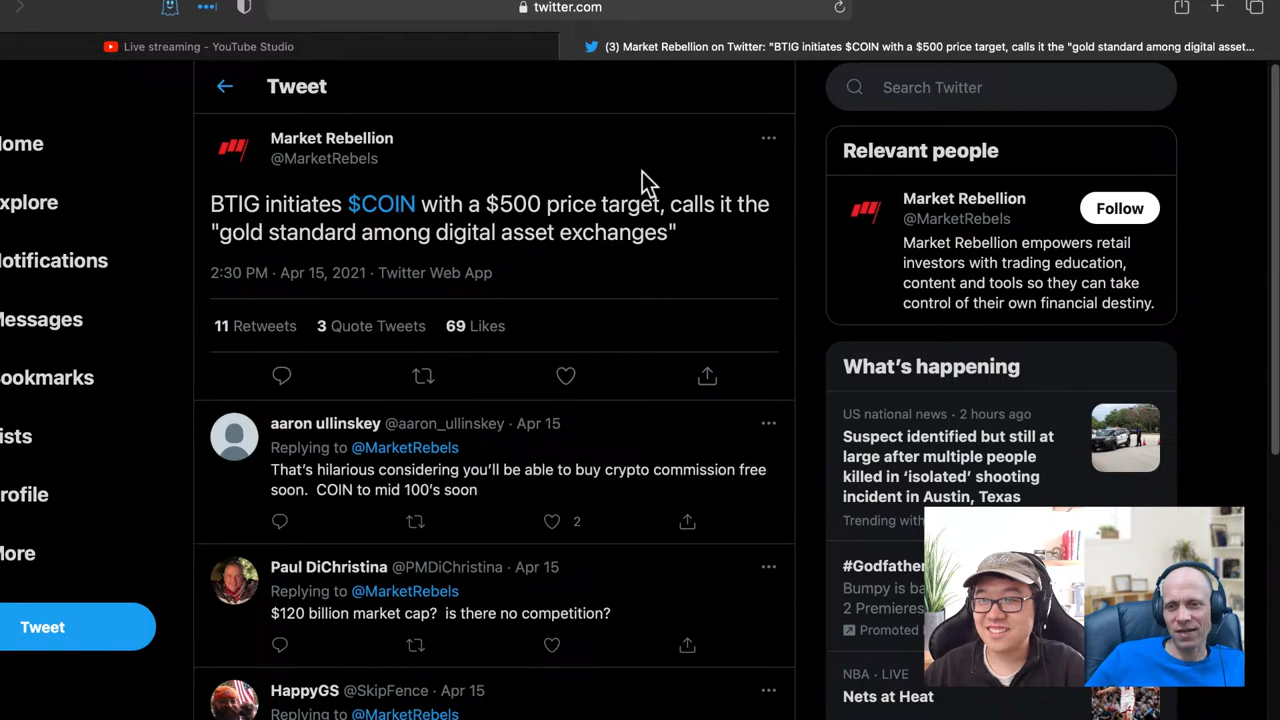 twitter.com
Live streaming - YouTube Studio
(3) Market Rebellion on Twitter: "BTIG initiates $COIN with a $500 price target, calls it the "gold standard among digital asset...
ome
xplore
otifications
essages
ookmarks
ists
rofile
ore
Tweet
Tweet
Market Rebellion
@MarketRebels
BTIG initiates $COIN with a $500 price target, calls it the
"gold standard among digital asset exchanges"
2:30 PM · Apr 15, 2021 · Twitter Web App
11 Retweets 3 Quote Tweets 69 Likes
aaron ullinskey @aaron_ullinskey · Apr 15
Replying to @MarketRebels
That's hilarious considering you'll be able to buy crypto commission free
soon. COIN to mid 100's soon
2
Paul DiChristina @PMDiChristina · Apr 15
Replying to @MarketRebels
$120 billion market cap? is there no competition?
HappyGS @SkipFence · Apr 15
Replying to @MarketRebels
Search Twitter
Relevant people
Market Rebellion
@MarketRebels
Follow
Market Rebellion empowers retail
investors with trading education,
content and tools so they can take
control of their own financial destiny.
What's happening
US national news · 2 hours ago
Suspect identified but still at
large after multiple people
killed in 'isolated' shooting
incident in Austin, Texas
Trending with
#Godfather
Bumpy is ba
2 Premieres
Promoted
NBA · LIVE
Nets at Heat